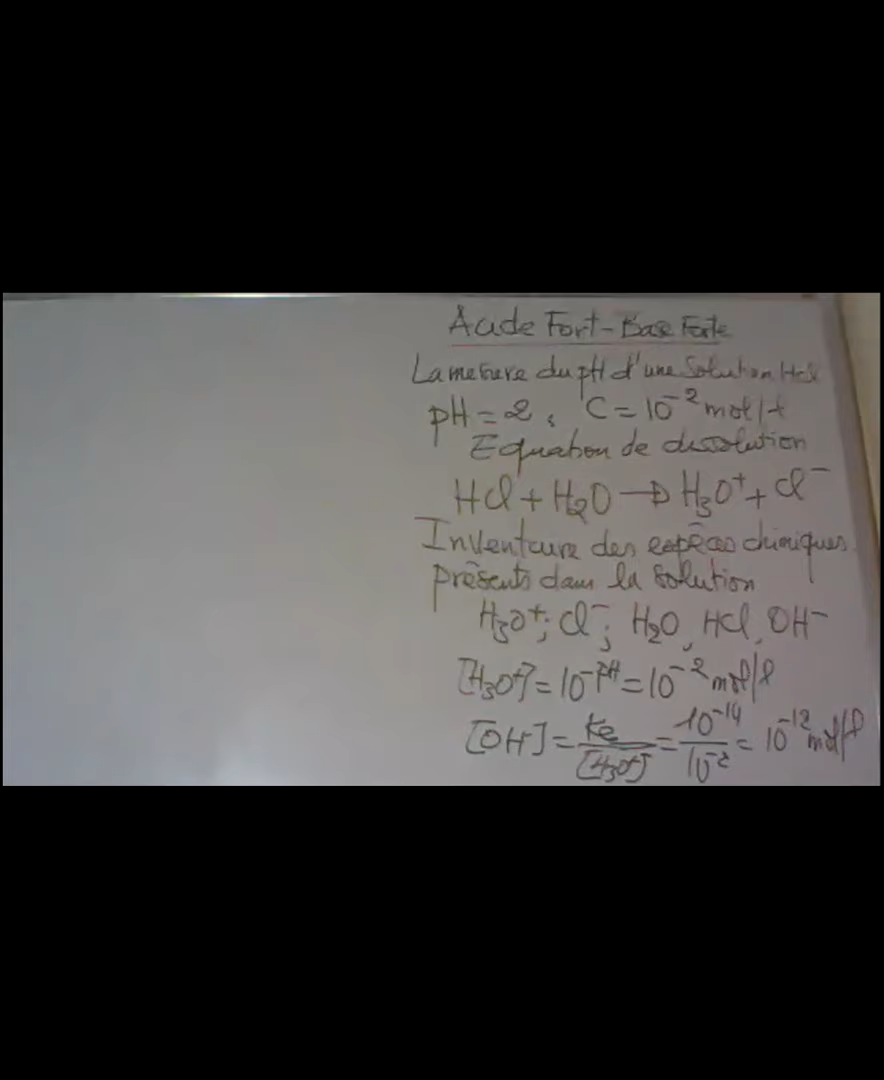 Acide Fort - Base Forte
La mesure du pH d'une solution HCl
pH = 2, C = 10⁻² mol/l
Equation de dissolution
HCl + H₂O → H₃O⁺ + Cl⁻
Inventaire des espèces chimiques
présents dans la solution
H₃O⁺; Cl⁻; H₂O, HCl, OH⁻
[H₃O⁺] = 10⁻ᵖᴴ = 10⁻² mol/l
[OH⁻] = Ke/[H₃O⁺] = 10⁻¹⁴/10⁻² = 10⁻¹² mol/l